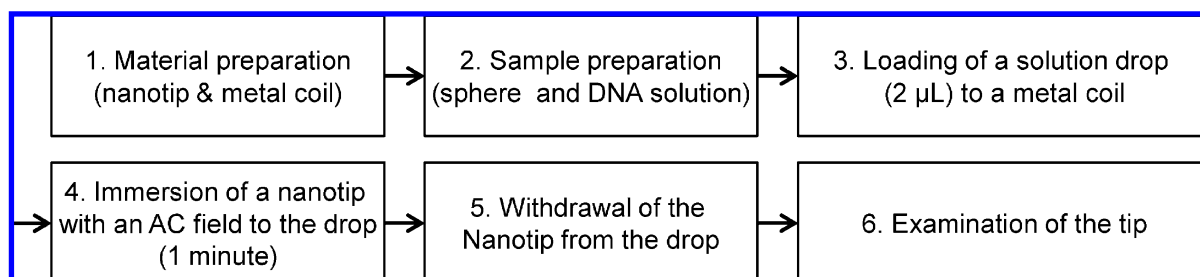 1. Material preparation
(nanotip & metal coil)
2. Sample preparation
(sphere and DNA solution)
3. Loading of a solution drop
(2 µL) to a metal coil
4. Immersion of a nanotip
with an AC field to the drop
(1 minute)
5. Withdrawal of the
Nanotip from the drop
6. Examination of the tip